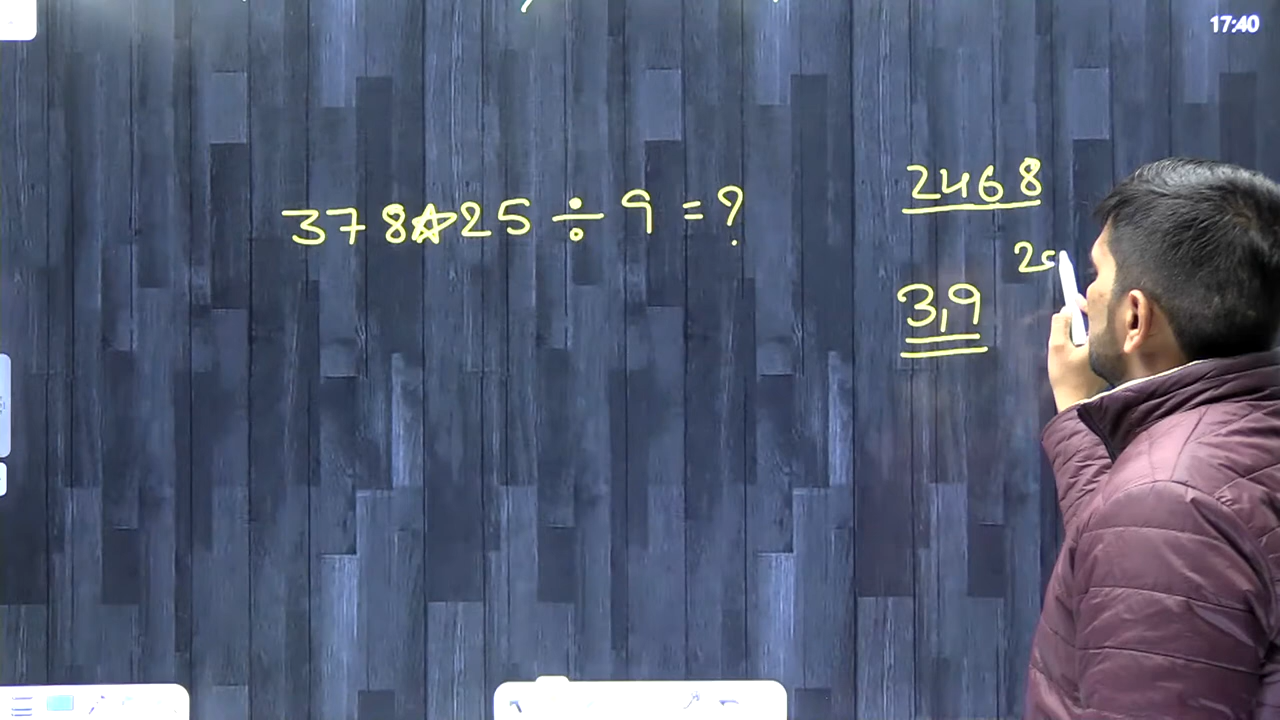 17:40
378☆25 ÷ 9 = ?
2468
3,9